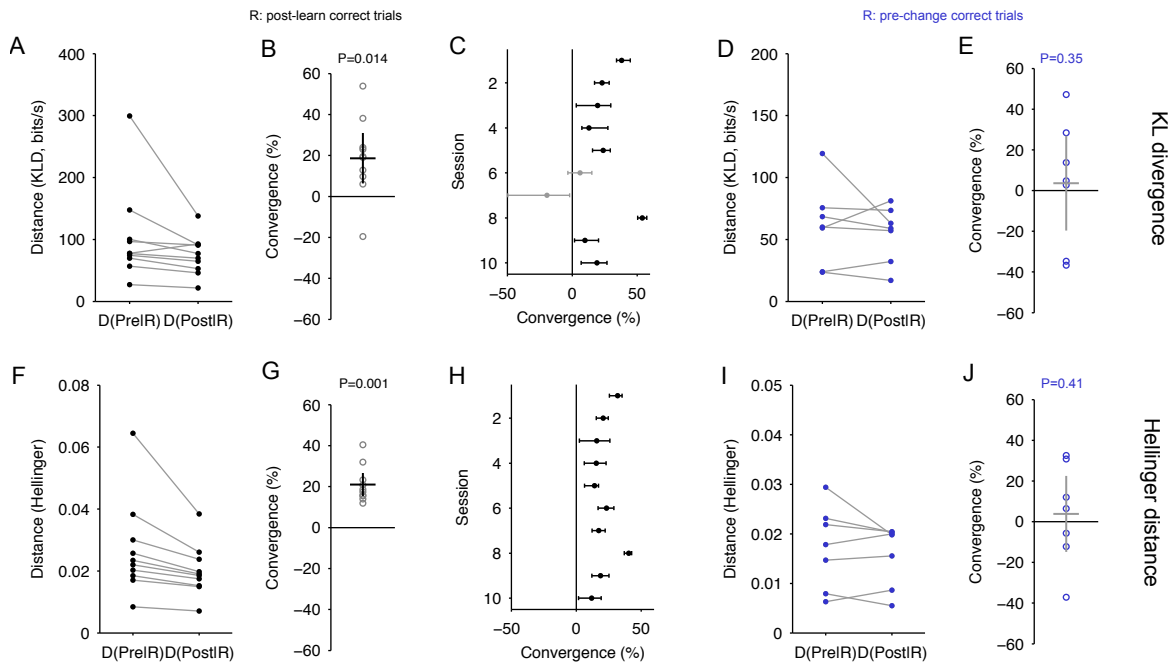 R: post-learn correct trials
R: pre-change correct trials
A
400
300
200
100
0
Distance (KLD, bits/s)
D(PreIR) D(PostIR)
B
P=0.014
60
40
20
0
−20
−40
−60
Convergence (%)
C
2
4
6
8
10
Session
−50 0 50
Convergence (%)
D
200
150
100
50
0
Distance (KLD, bits/s)
D(PreIR) D(PostIR)
E
P=0.35
60
40
20
0
−20
−40
−60
Convergence (%)
KL divergence
F
0.08
0.06
0.04
0.02
0
Distance (Hellinger)
D(PreIR) D(PostIR)
G
P=0.001
60
40
20
0
−20
−40
−60
Convergence (%)
H
2
4
6
8
10
Session
−50 0 50
Convergence (%)
I
0.05
0.04
0.03
0.02
0.01
0
Distance (Hellinger)
D(PreIR) D(PostIR)
J
P=0.41
60
40
20
0
−20
−40
−60
Convergence (%)
Hellinger distance